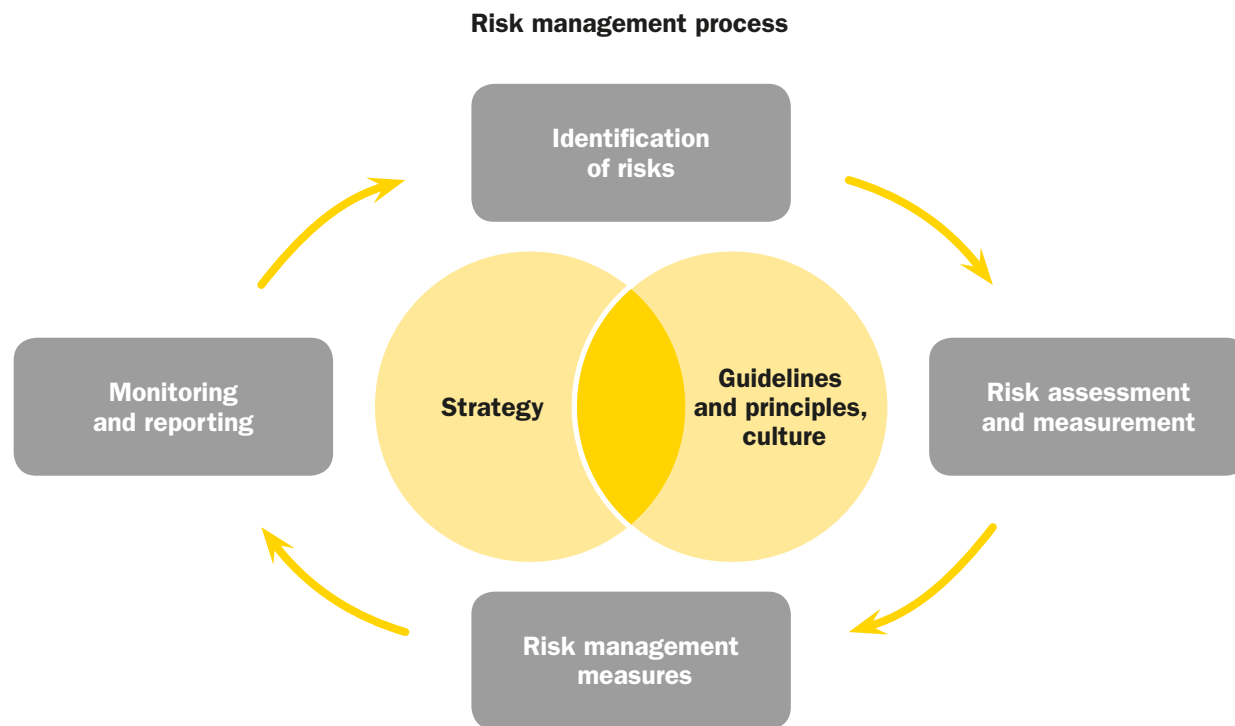 Risk management process
Identification
of risks
Strategy
Guidelines
and principles,
culture
Monitoring
and reporting
Risk assessment
and measurement
Risk management
measures